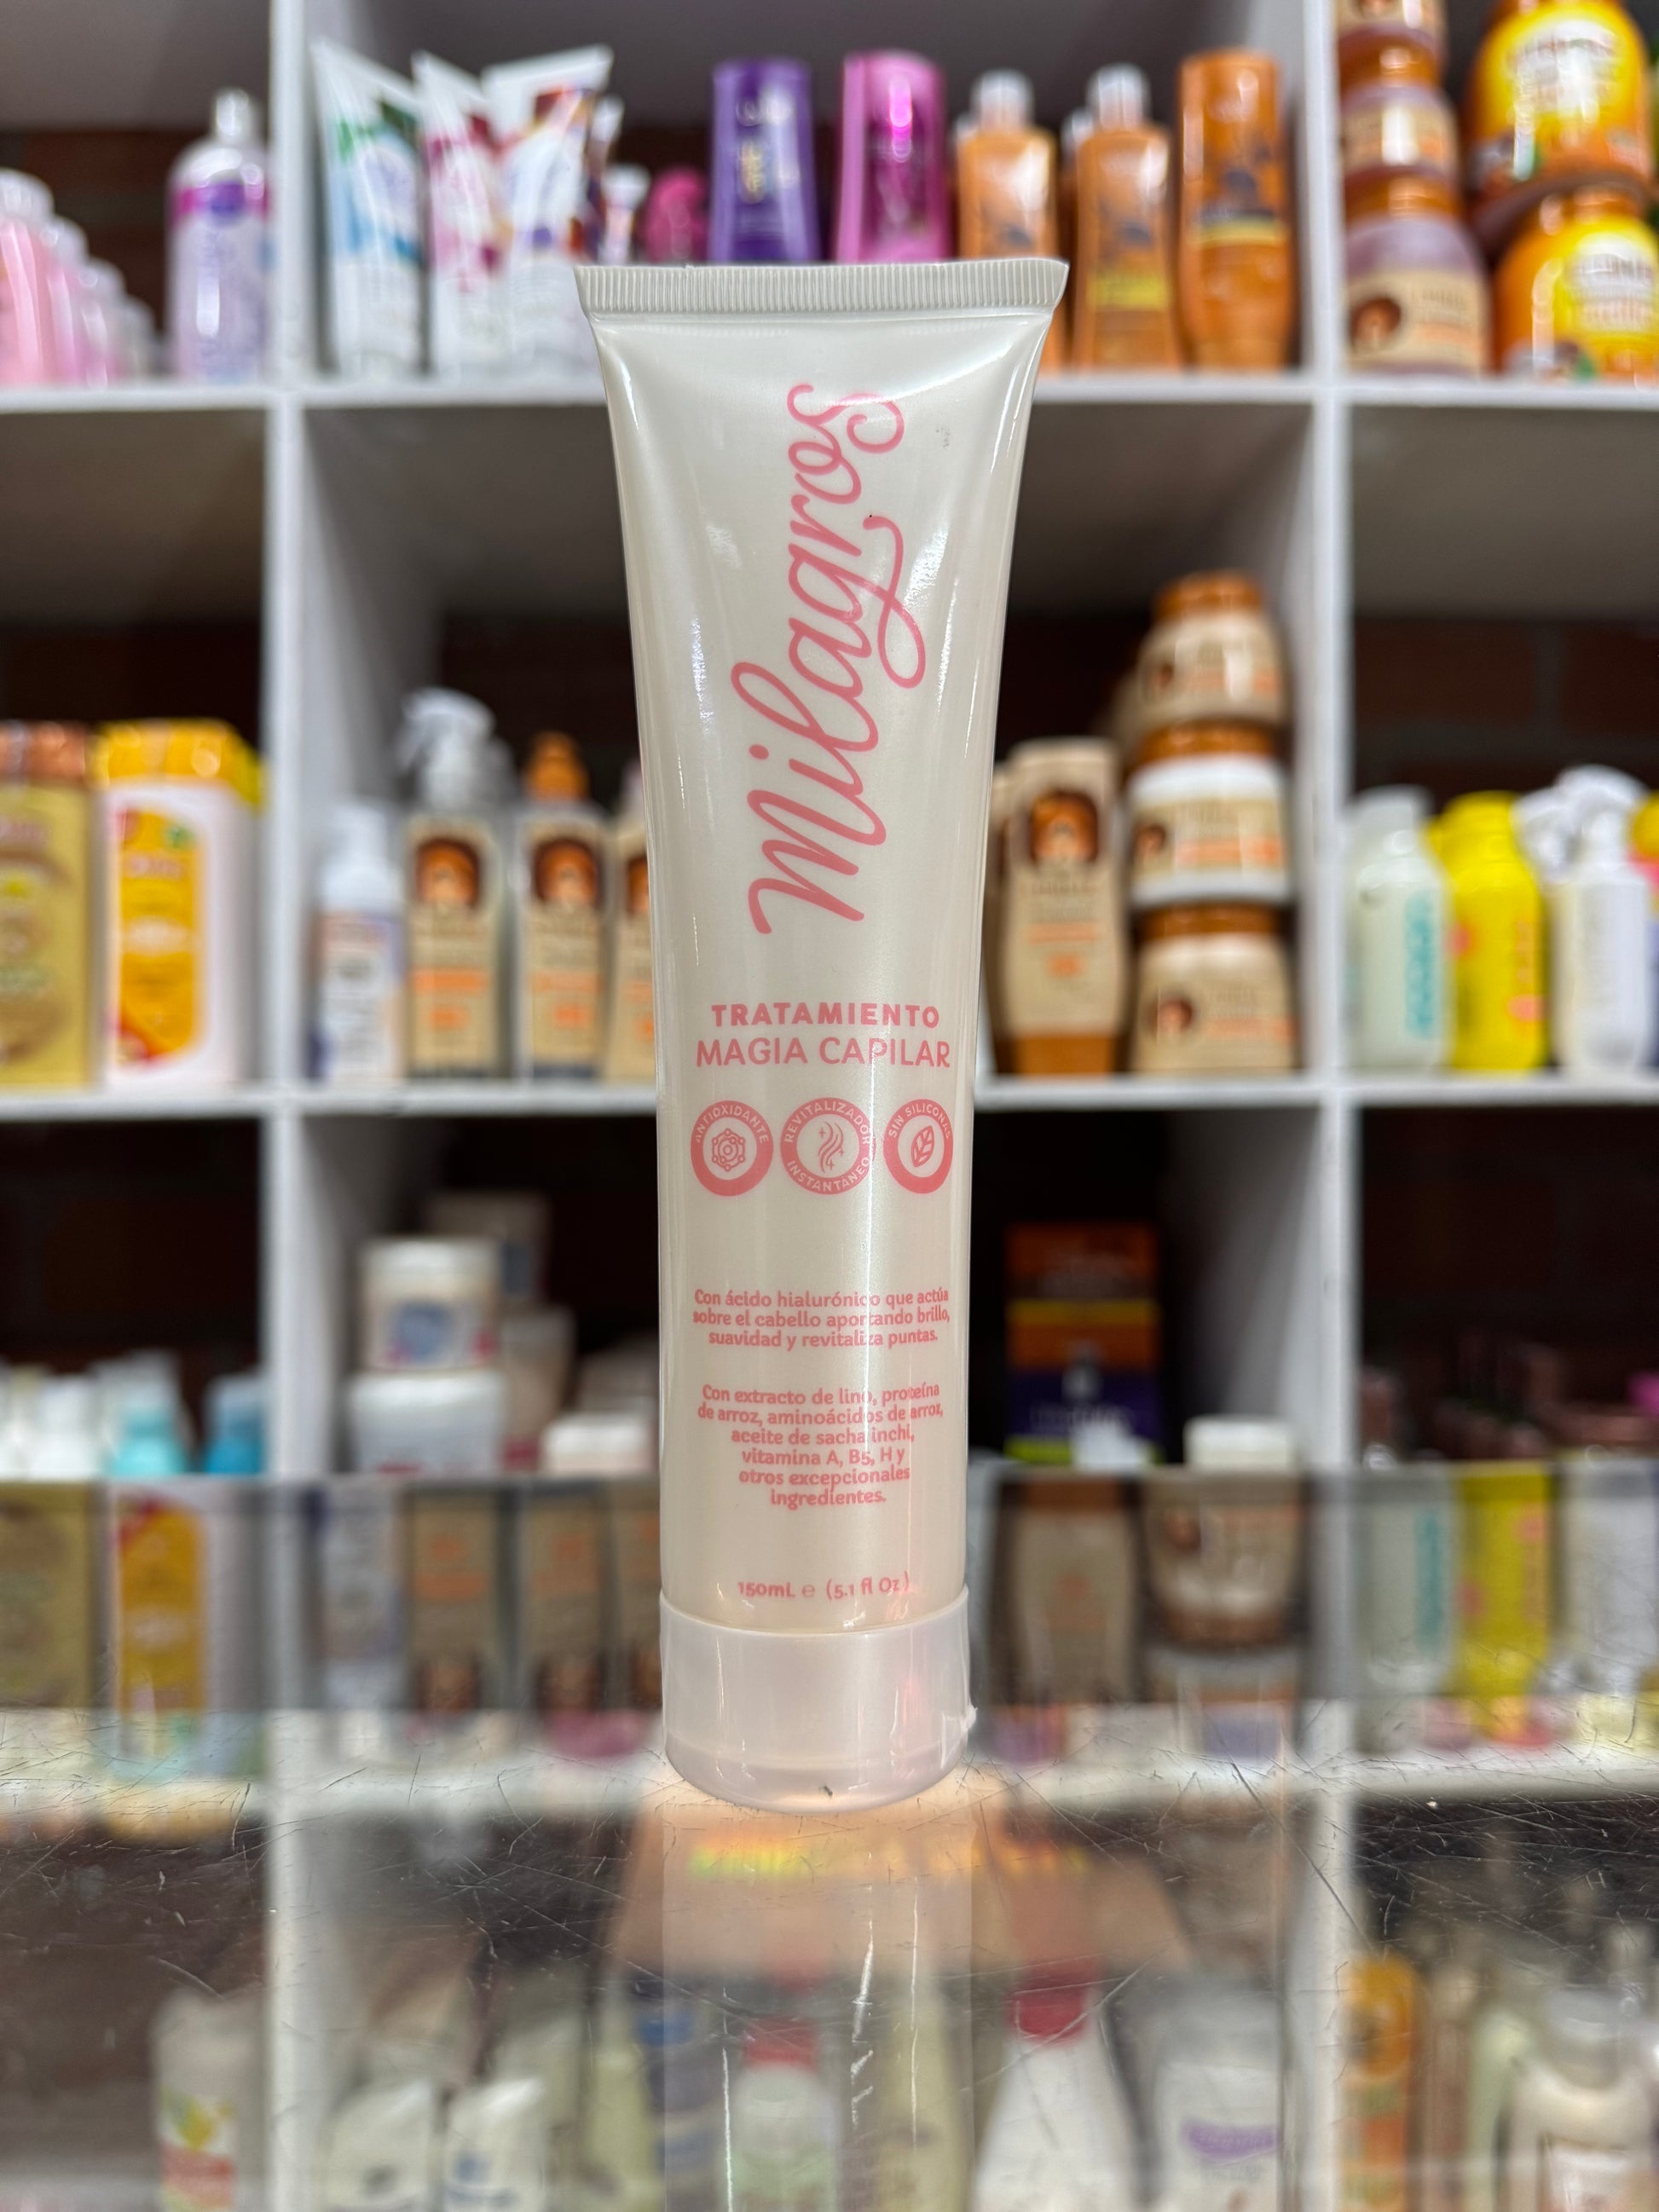 Milagros
TRATAMIENTO
MAGIA CAPILAR
ANTIOXIDANTE
REVITALIZADOR
INSTANTANEO
SIN SILICONAS
Con ácido hialurónico que actúa
sobre el cabello aportando brillo,
suavidad y revitaliza puntas.
Con extracto de lino, proteína
de arroz, aminoácidos de arroz,
aceite de sacha inchi,
vitamina A, B5, H y
otros excepcionales
ingredientes.
150mL e (5.1 fl Oz)